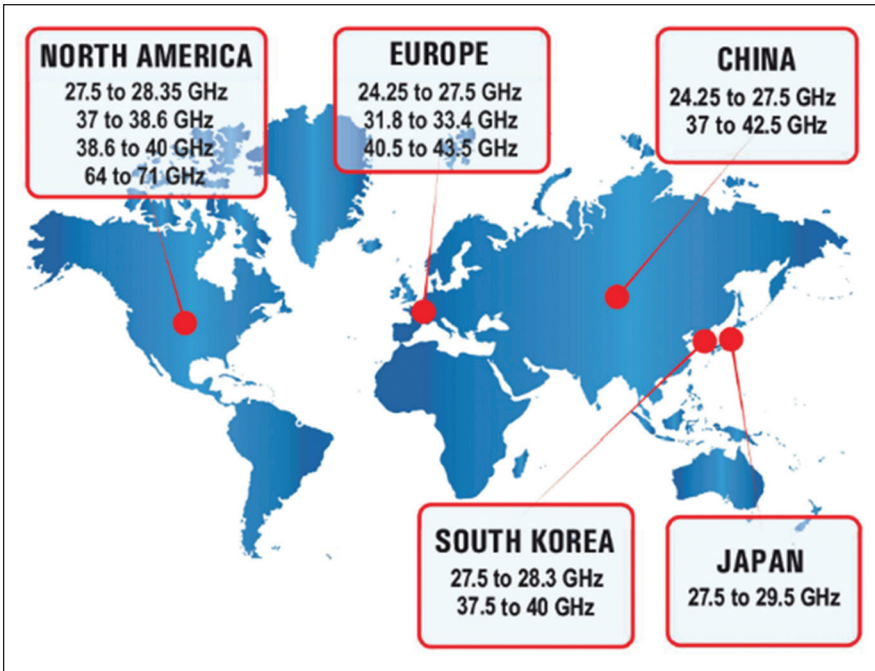 NORTH AMERICA
27.5 to 28.35 GHz
37 to 38.6 GHz
38.6 to 40 GHz
64 to 71 GHz
EUROPE
24.25 to 27.5 GHz
31.8 to 33.4 GHz
40.5 to 43.5 GHz
CHINA
24.25 to 27.5 GHz
37 to 42.5 GHz
SOUTH KOREA
27.5 to 28.3 GHz
37.5 to 40 GHz
JAPAN
27.5 to 29.5 GHz